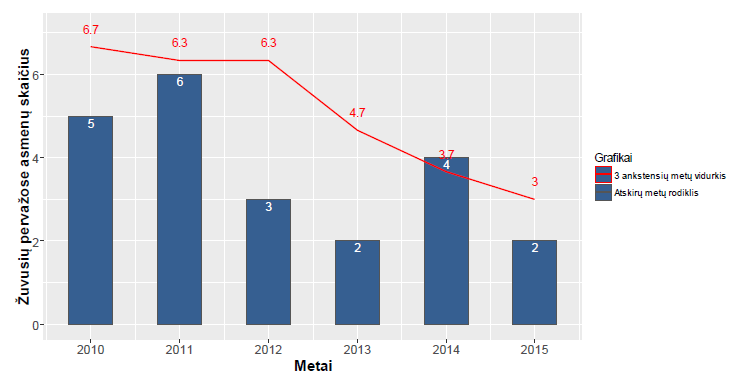 Žuvusių pervažose asmenų skaičius
6
4
2
0
6.7
6.3
6.3
4.7
3.7
3
5
6
3
2
4
2
2010 2011 2012 2013 2014 2015
Metai
Grafikai
3 ankstensių metų vidurkis
Atskirų metų rodiklis